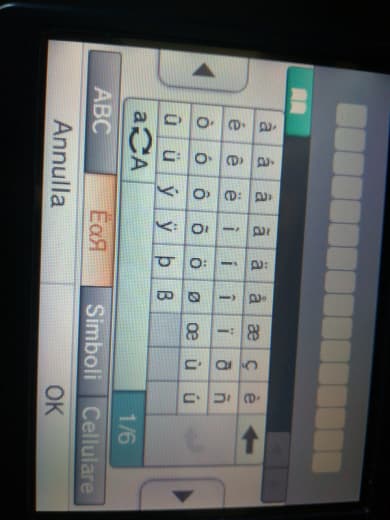 à á â ã ä å æ ç è
é ê ë ì í î ï ð ñ
ò ó ô õ ö ø œ ù ú
û ü ý ÿ þ ß
a A 1/6
ABC ËαЯ Simboli Cellulare
Annulla OK